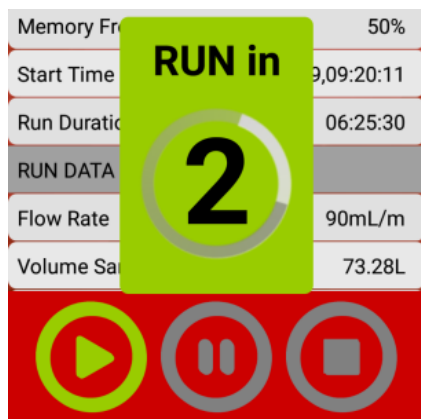 Memory Fr 50%
RUN in
Start Time 9,09:20:11
Run Duratio 06:25:30
2
RUN DATA
Flow Rate 90mL/m
Volume Sa 73.28L